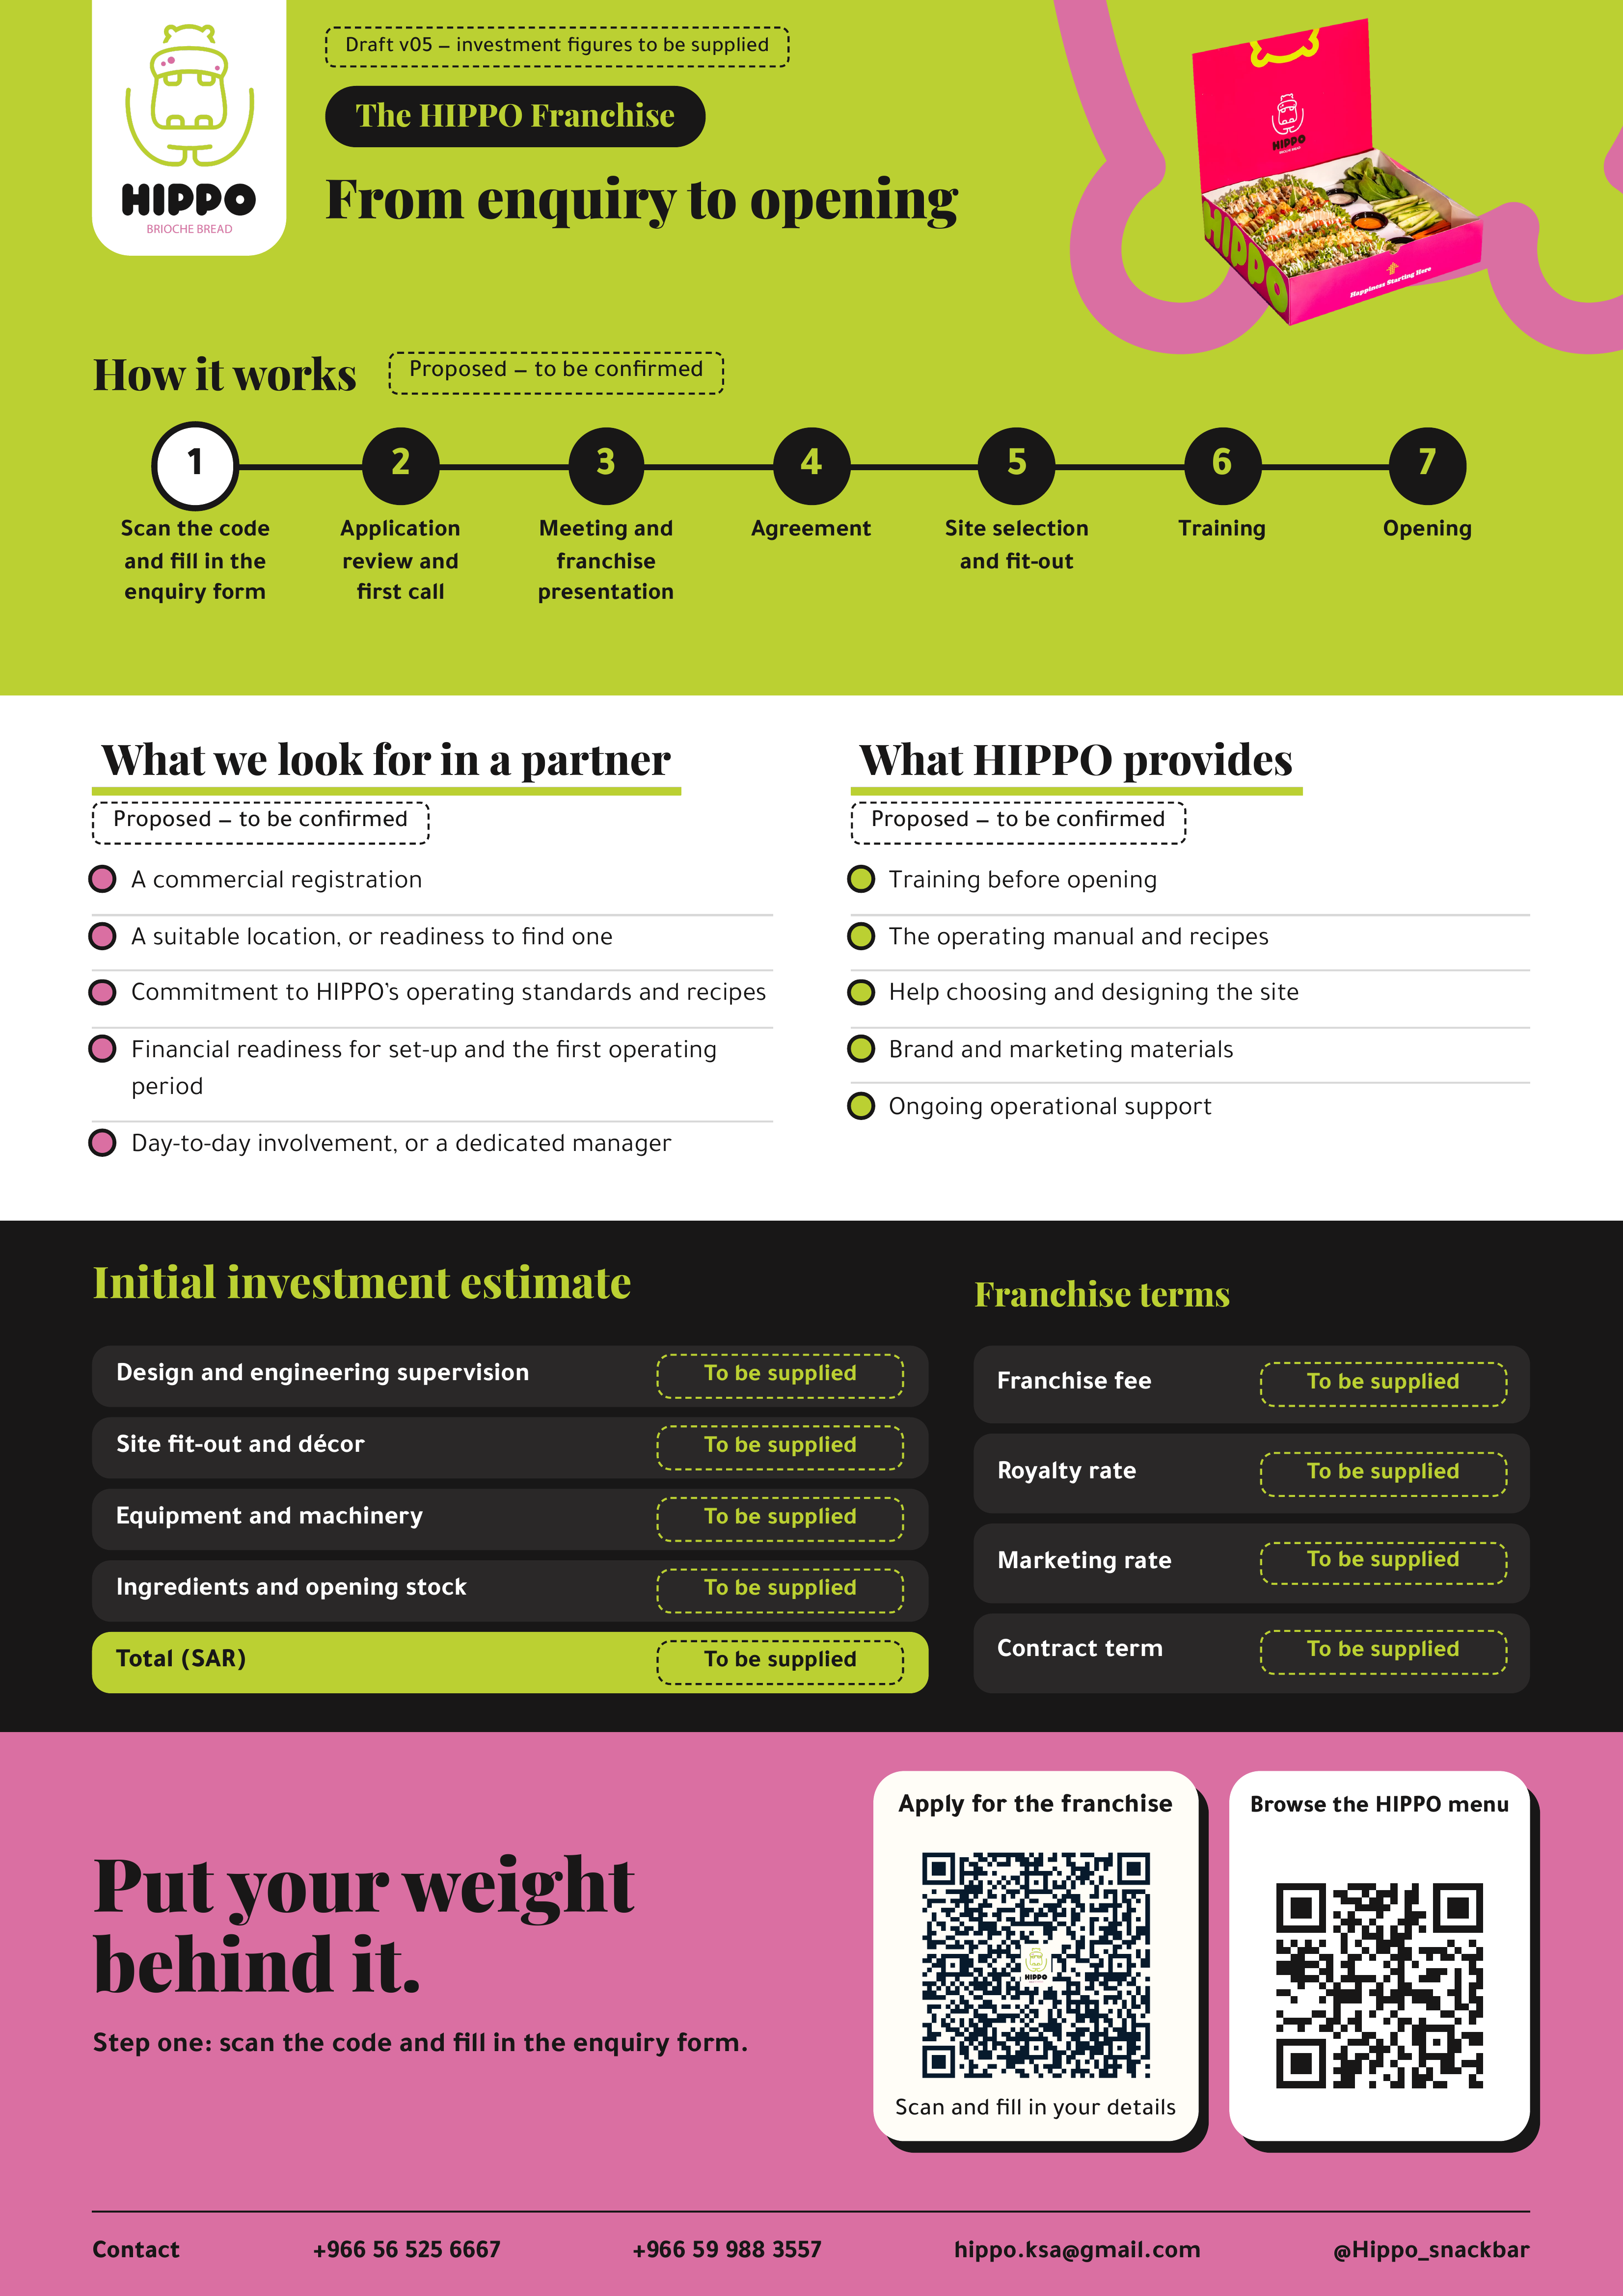 HIPPO
BRIOCHE BREAD
Draft v05 – investment figures to be supplied
The HIPPO Franchise
From enquiry to opening
HIPPO
HIPPO
Happiness Starting Here
How it works
Proposed – to be confirmed
1
2
3
4
5
6
7
Scan the code
and fill in the
enquiry form
Application
review and
first call
Meeting and
franchise
presentation
Agreement
Site selection
and fit-out
Training
Opening
What we look for in a partner
Proposed – to be confirmed
A commercial registration
A suitable location, or readiness to find one
Commitment to HIPPO’s operating standards and recipes
Financial readiness for set-up and the first operating
period
Day-to-day involvement, or a dedicated manager
What HIPPO provides
Proposed – to be confirmed
Training before opening
The operating manual and recipes
Help choosing and designing the site
Brand and marketing materials
Ongoing operational support
Initial investment estimate
Design and engineering supervision To be supplied
Site fit-out and décor To be supplied
Equipment and machinery To be supplied
Ingredients and opening stock To be supplied
Total (SAR) To be supplied
Franchise terms
Franchise fee To be supplied
Royalty rate To be supplied
Marketing rate To be supplied
Contract term To be supplied
Put your weight
behind it.
Step one: scan the code and fill in the enquiry form.
Apply for the franchise
HIPPO
Scan and fill in your details
Browse the HIPPO menu
Contact +966 56 525 6667 +966 59 988 3557 hippo.ksa@gmail.com @Hippo_snackbar